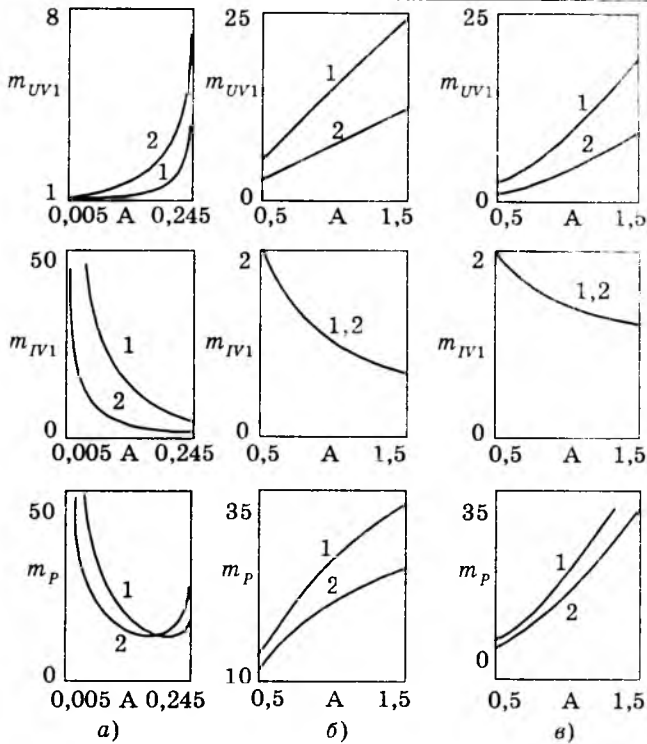 8 25 25
m_UV1 m_UV1 m_UV1
2 1 1 2 1 2
1 0 0
0,005 A 0,245 0,5 A 1,5 0,5 A 1,5
50 2 2
m_IV1 m_IV1 m_IV1
1 2 1,2 1,2
0 0 0
0,005 A 0,245 0,5 A 1,5 0,5 A 1,5
50 35 35
m_P m_P m_P
1 2 1 2 1 2
0 10 0
0,005 A 0,245 0,5 A 1,5 0,5 A 1,5
а) б) в)